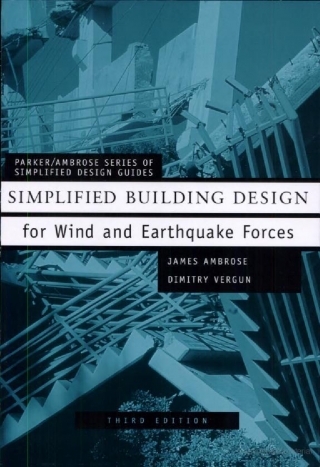 PARKER/AMBROSE SERIES OF
SIMPLIFIED DESIGN GUIDES
SIMPLIFIED BUILDING DESIGN
for Wind and Earthquake Forces
JAMES AMBROSE
DIMITRY VERGUN
THIRD EDITION